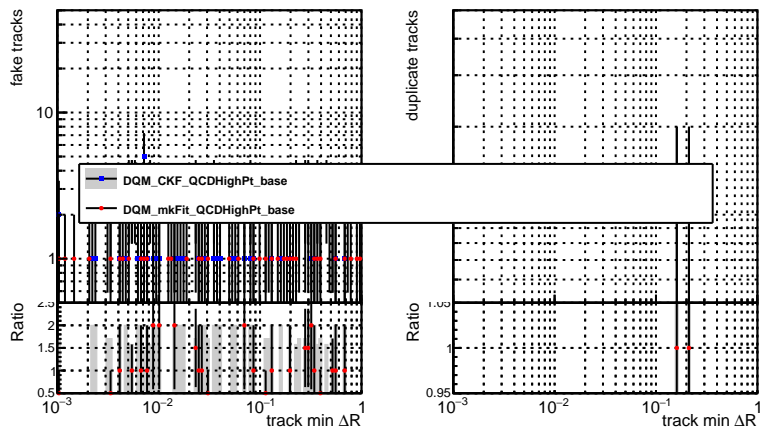 fake tracks
10
1
Ratio
2.5
2
1.5
1
0.5
10⁻³
10⁻²
10⁻¹
1
track min ΔR
duplicate tracks
Ratio
1.05
1
0.95
10⁻³
10⁻²
10⁻¹
1
track min ΔR
DQM_CKF_QCDHighPt_base
DQM_mkFit_QCDHighPt_base